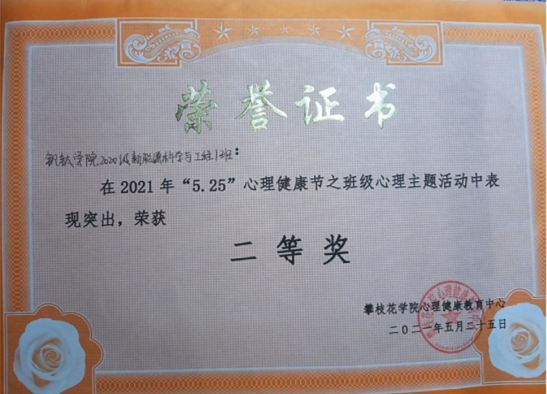 荣誉证书
钒钛学院2020级新能源科学与工程1班：
在2021年“5.25”心理健康节之班级心理主题活动中表
现突出，荣获
二等奖
攀枝花学院心理健康教育中心
二〇二一年五月二十五日